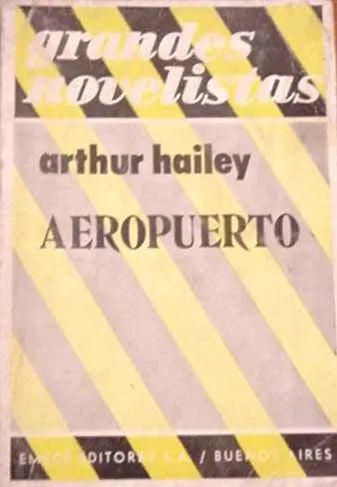 grandes
novelistas
arthur hailey
AEROPUERTO
EMECÉ EDITORES S.A. / BUENOS AIRES